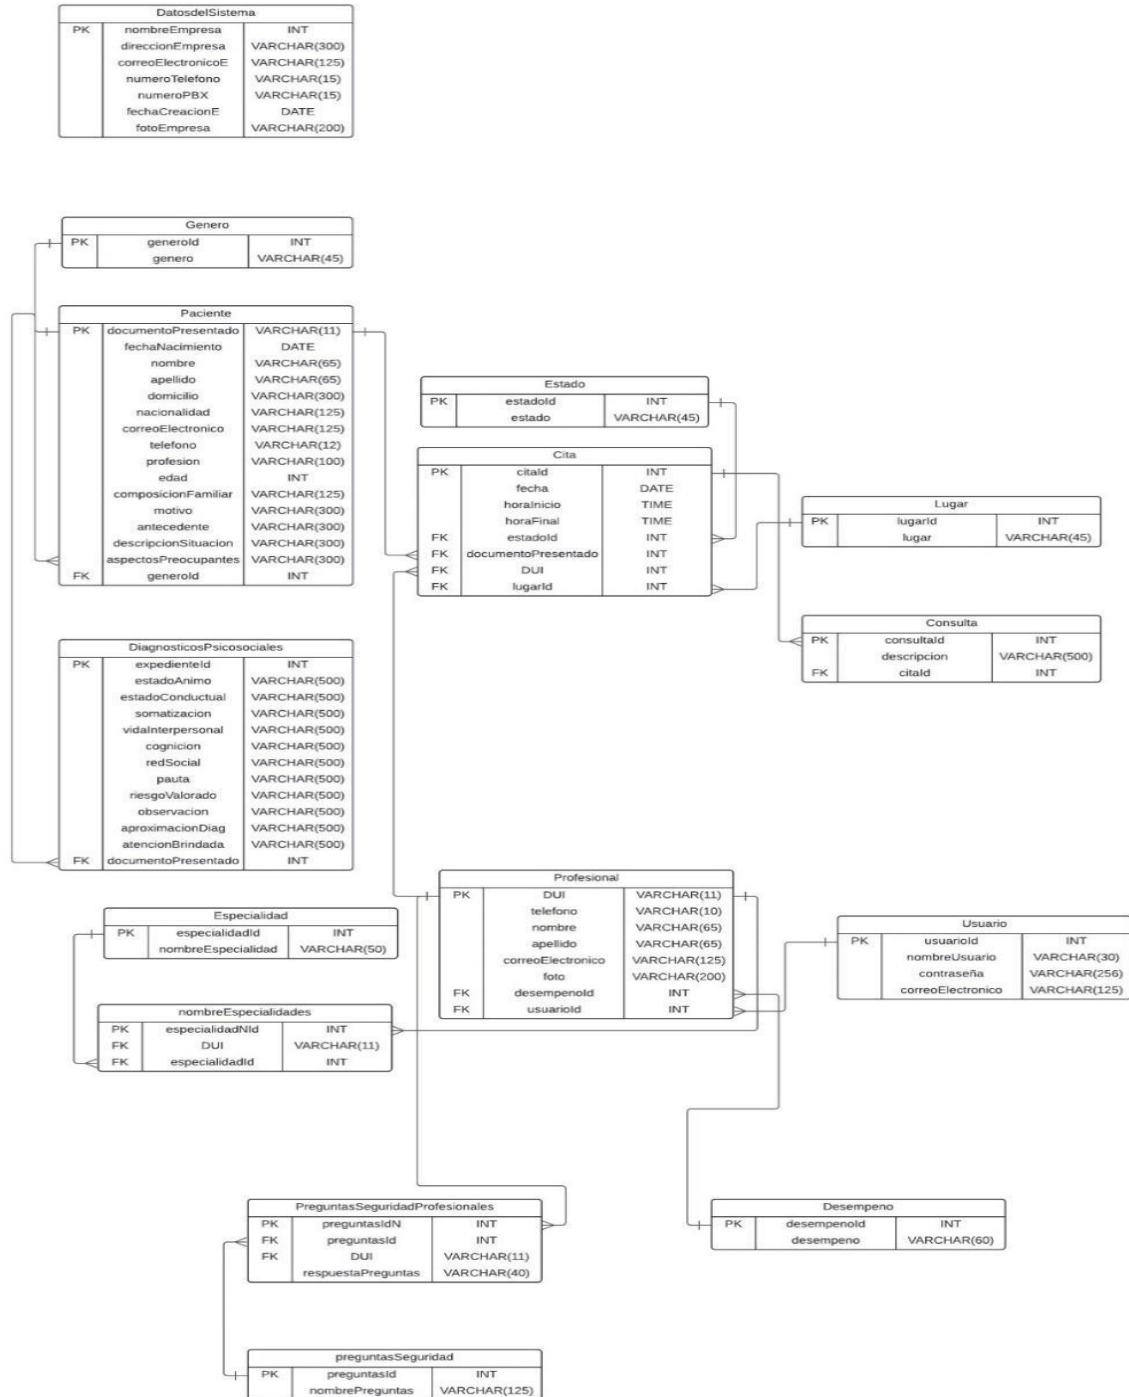 DatosdelSistema
PK nombreEmpresa INT
direccionEmpresa VARCHAR(300)
correoElectronicoE VARCHAR(125)
numeroTelefono VARCHAR(15)
numeroPBX VARCHAR(15)
fechaCreacionE DATE
fotoEmpresa VARCHAR(200)
Genero
PK generoId INT
genero VARCHAR(45)
Paciente
PK documentoPresentado VARCHAR(11)
fechaNacimiento DATE
nombre VARCHAR(65)
apellido VARCHAR(65)
domicilio VARCHAR(300)
nacionalidad VARCHAR(125)
correoElectronico VARCHAR(125)
telefono VARCHAR(12)
profesion VARCHAR(100)
edad INT
composicionFamiliar VARCHAR(125)
motivo VARCHAR(300)
antecedente VARCHAR(300)
descripcionSituacion VARCHAR(300)
aspectosPreocupantes VARCHAR(300)
FK generoId INT
Estado
PK estadoId INT
estado VARCHAR(45)
Cita
PK citaId INT
fecha DATE
horaInicio TIME
horaFinal TIME
FK estadoId INT
FK documentoPresentado INT
FK DUI INT
FK lugarId INT
Lugar
PK lugarId INT
lugar VARCHAR(45)
Consulta
PK consultaId INT
descripcion VARCHAR(500)
FK citaId INT
DiagnosticosPsicosociales
PK expedienteId INT
estadoAnimo VARCHAR(500)
estadoConductual VARCHAR(500)
somatizacion VARCHAR(500)
vidaInterpersonal VARCHAR(500)
cognicion VARCHAR(500)
redSocial VARCHAR(500)
pauta VARCHAR(500)
riesgoValorado VARCHAR(500)
observacion VARCHAR(500)
aproximacionDiag VARCHAR(500)
atencionBrindada VARCHAR(500)
FK documentoPresentado INT
Profesional
PK DUI VARCHAR(11)
telefono VARCHAR(10)
nombre VARCHAR(65)
apellido VARCHAR(65)
correoElectronico VARCHAR(125)
foto VARCHAR(200)
FK desempenoId INT
FK usuarioId INT
Especialidad
PK especialidadId INT
nombreEspecialidad VARCHAR(50)
Usuario
PK usuarioId INT
nombreUsuario VARCHAR(30)
contraseña VARCHAR(256)
correoElectronico VARCHAR(125)
nombreEspecialidades
PK especialidadNId INT
FK DUI VARCHAR(11)
FK especialidadId INT
PreguntasSeguridadProfesionales
PK preguntasIdN INT
FK preguntasId INT
FK DUI VARCHAR(11)
respuestaPreguntas VARCHAR(40)
Desempeno
PK desempenoId INT
desempeno VARCHAR(60)
preguntasSeguridad
PK preguntasId INT
nombrePreguntas VARCHAR(125)